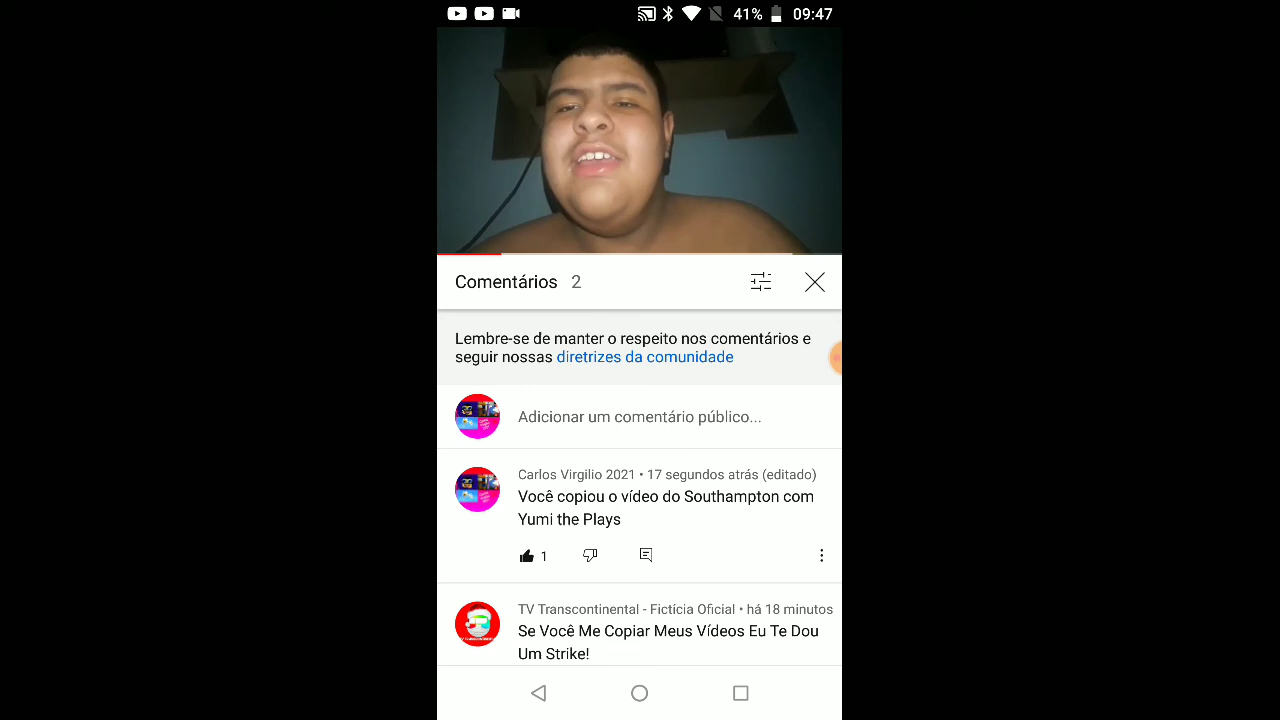 41% 09:47
Comentários 2
Lembre-se de manter o respeito nos comentários e
seguir nossas diretrizes da comunidade
Adicionar um comentário público...
Carlos Virgilio 2021 • 17 segundos atrás (editado)
Você copiou o vídeo do Southampton com
Yumi the Plays
1
TV Transcontinental - Fictícia Oficial • há 18 minutos
Se Você Me Copiar Meus Vídeos Eu Te Dou
Um Strike!